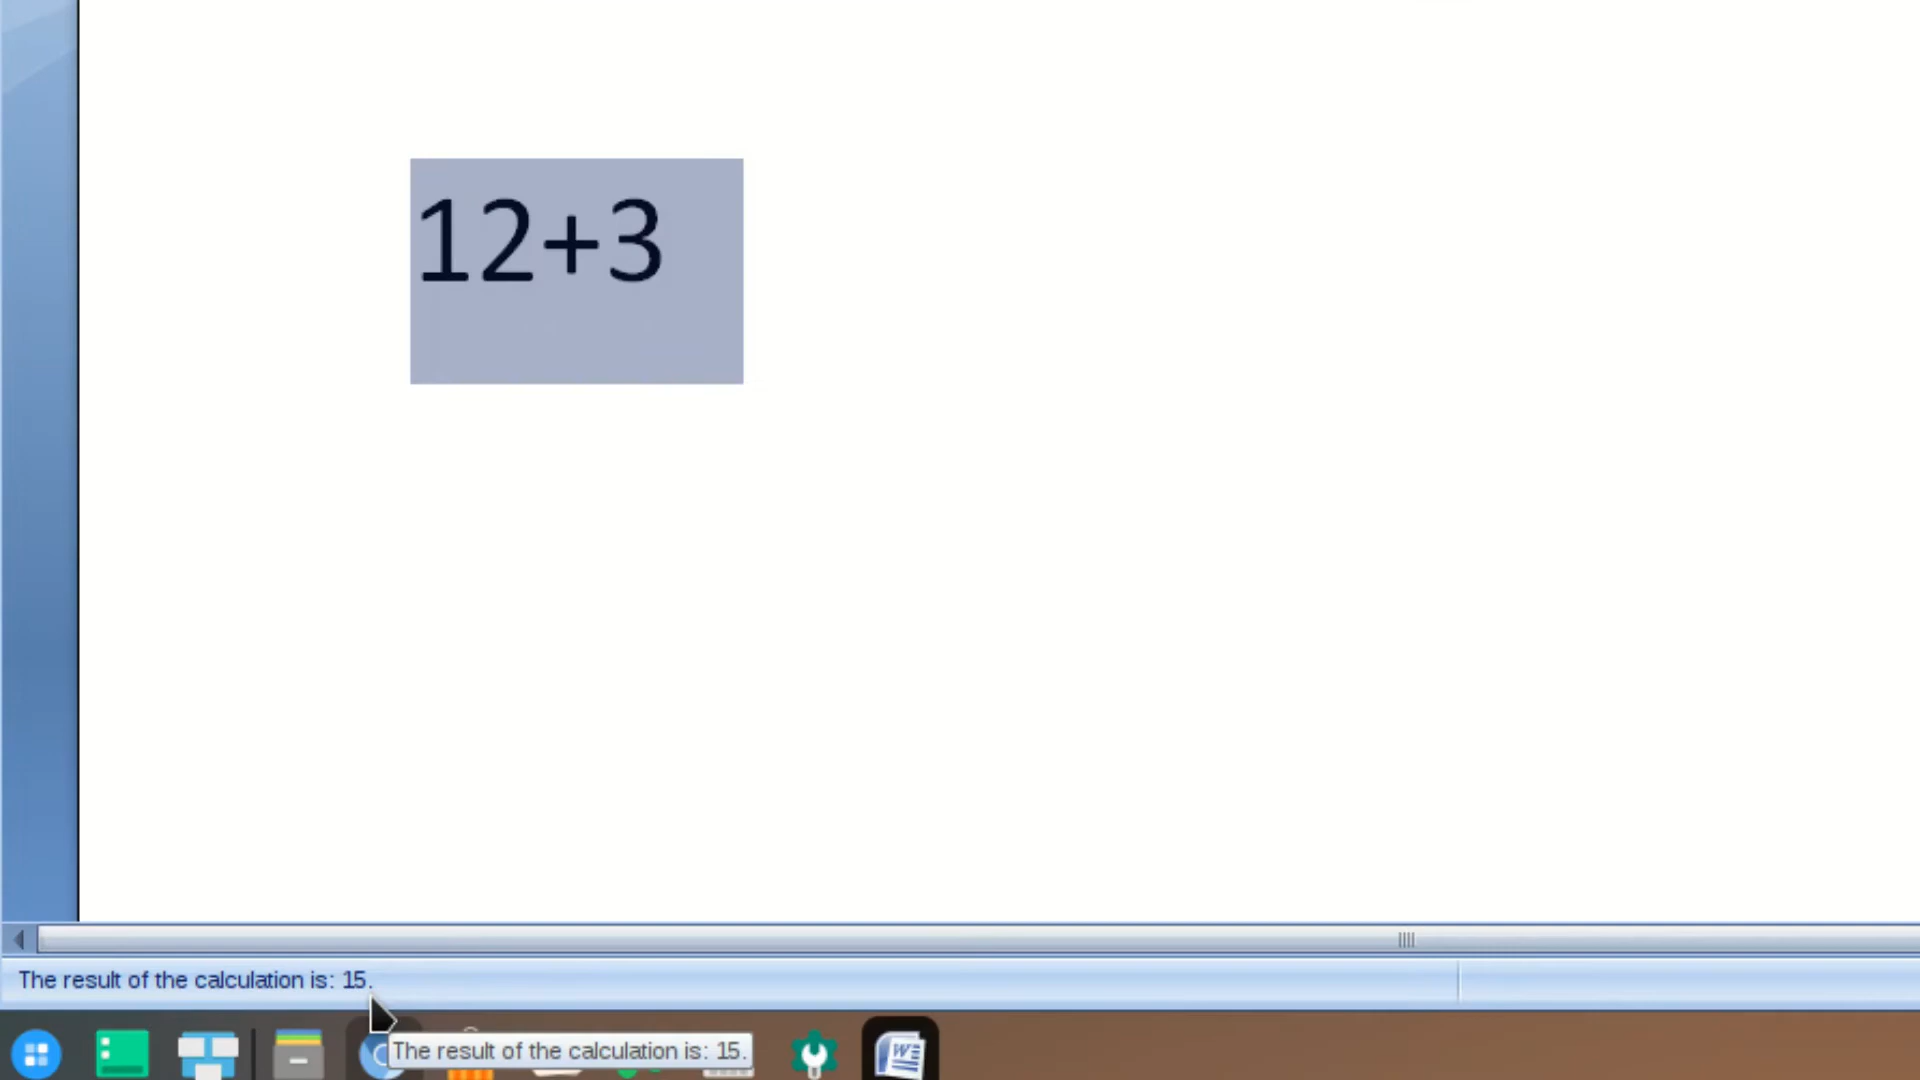 12+3
The result of the calculation is: 15.
The result of the calculation is: 15.
W